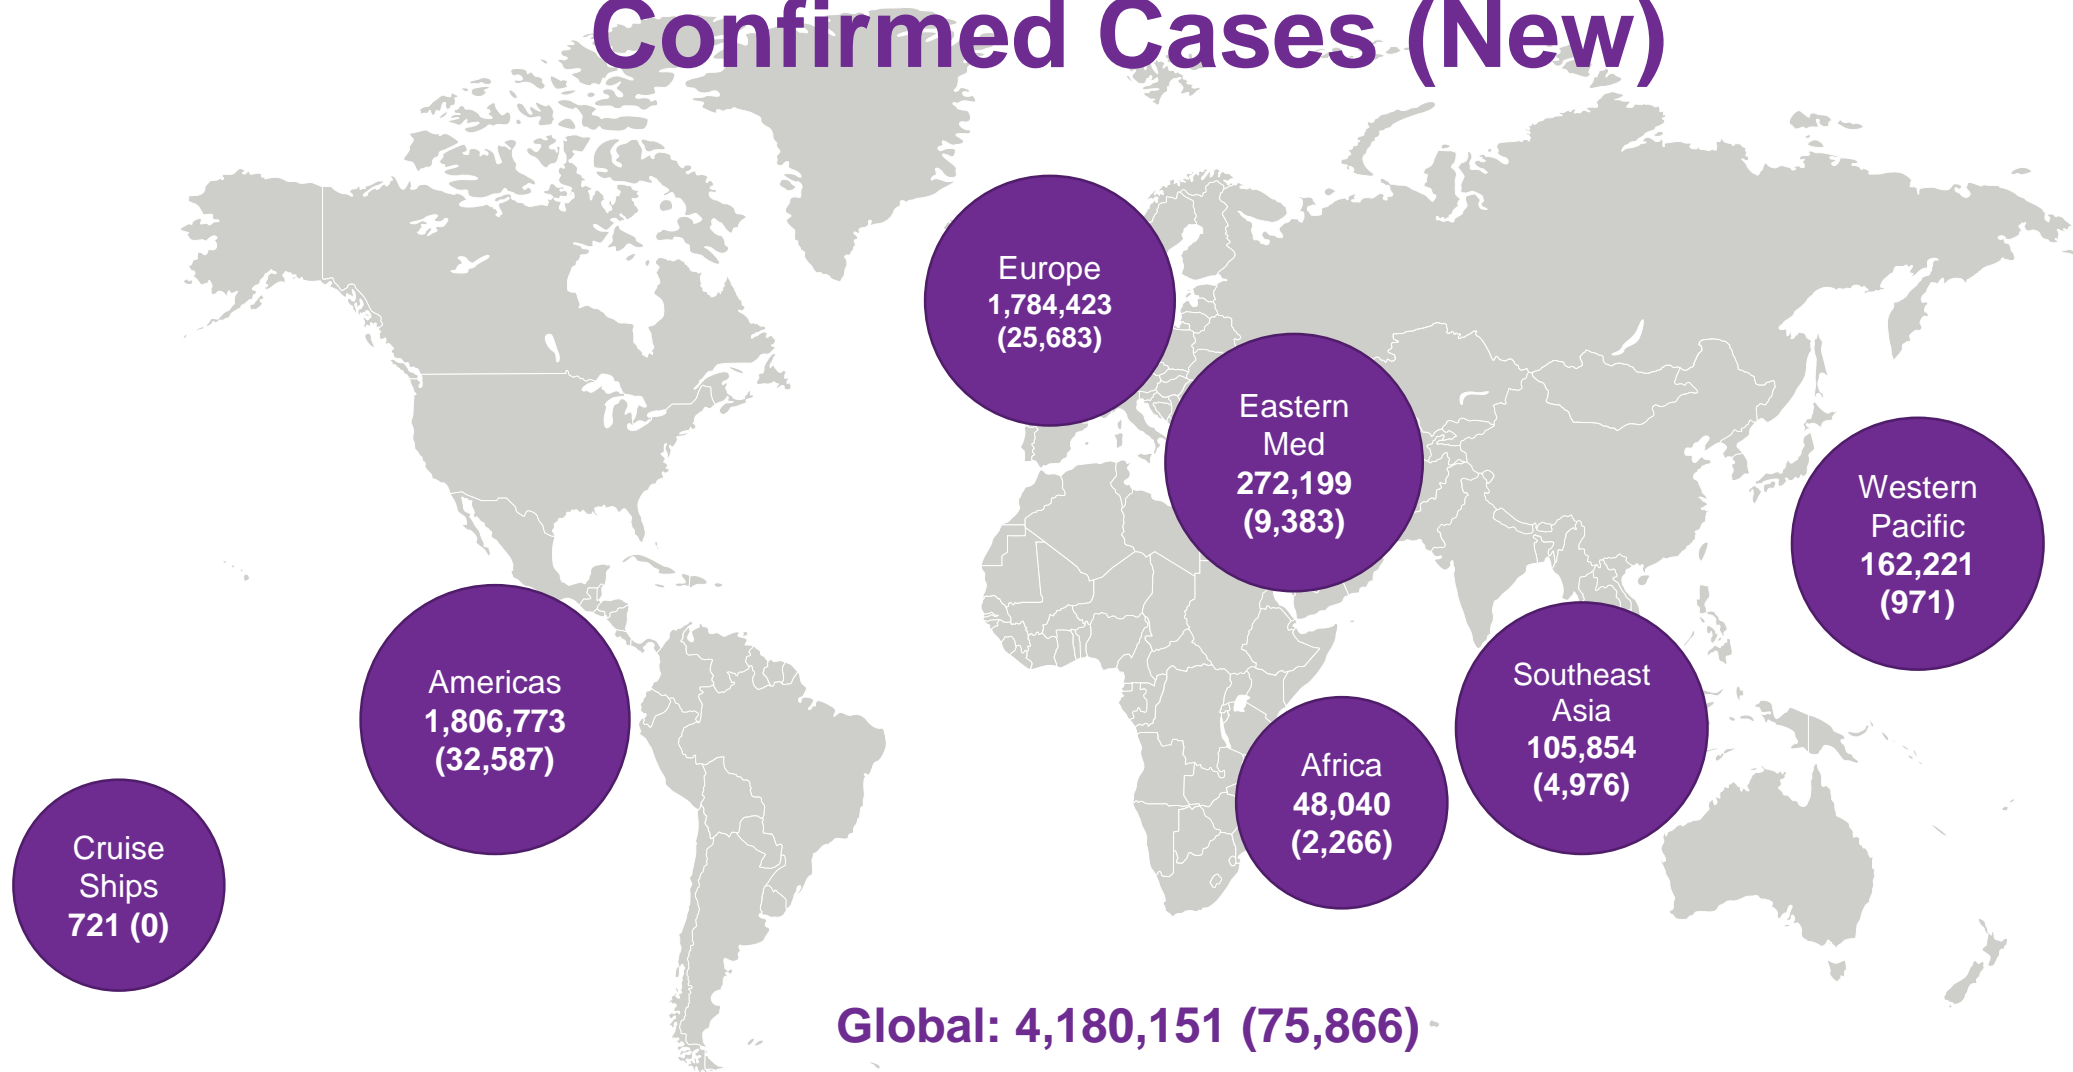 Confirmed Cases (New)
Europe
1,784,423
(25,683)
Eastern
Med
272,199
(9,383)
Western
Pacific
162,221
(971)
Americas
1,806,773
(32,587)
Southeast
Asia
105,854
(4,976)
Africa
48,040
(2,266)
Cruise
Ships
721 (0)
Global: 4,180,151 (75,866)